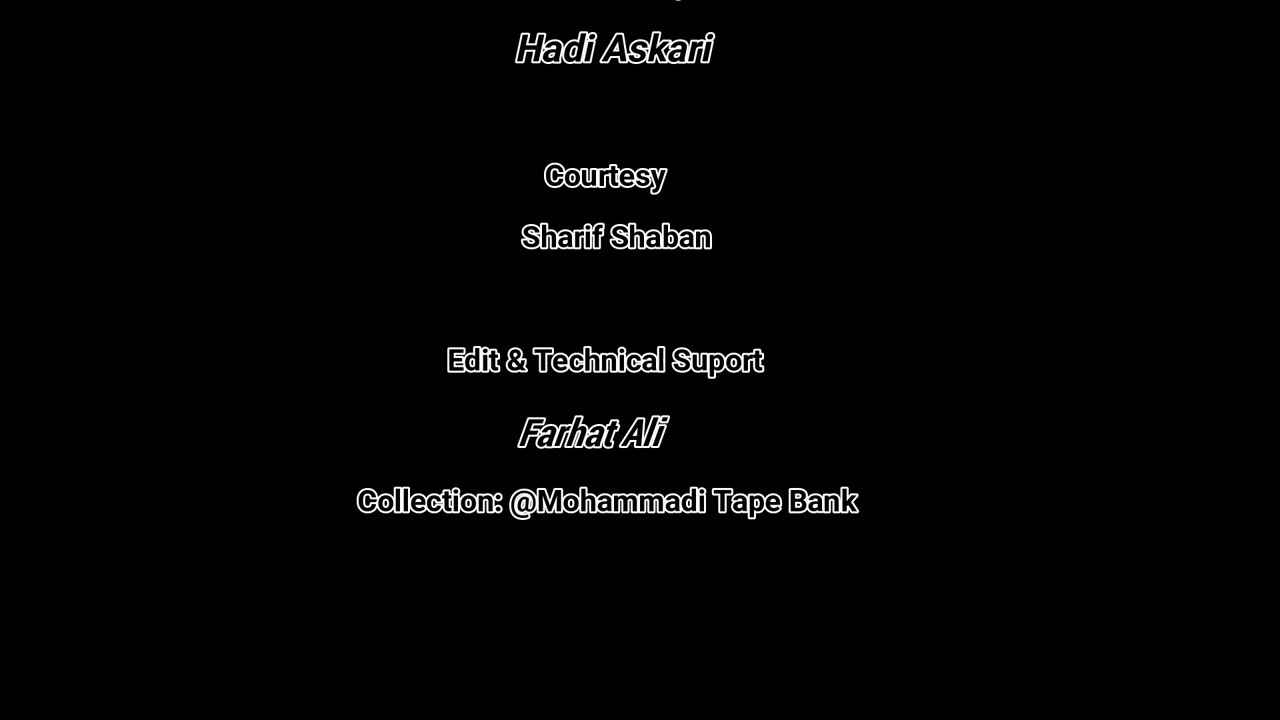 Hadi Askari
Courtesy
Sharif Shaban
Edit & Technical Suport
Farhat Ali
Collection: @Mohammadi Tape Bank